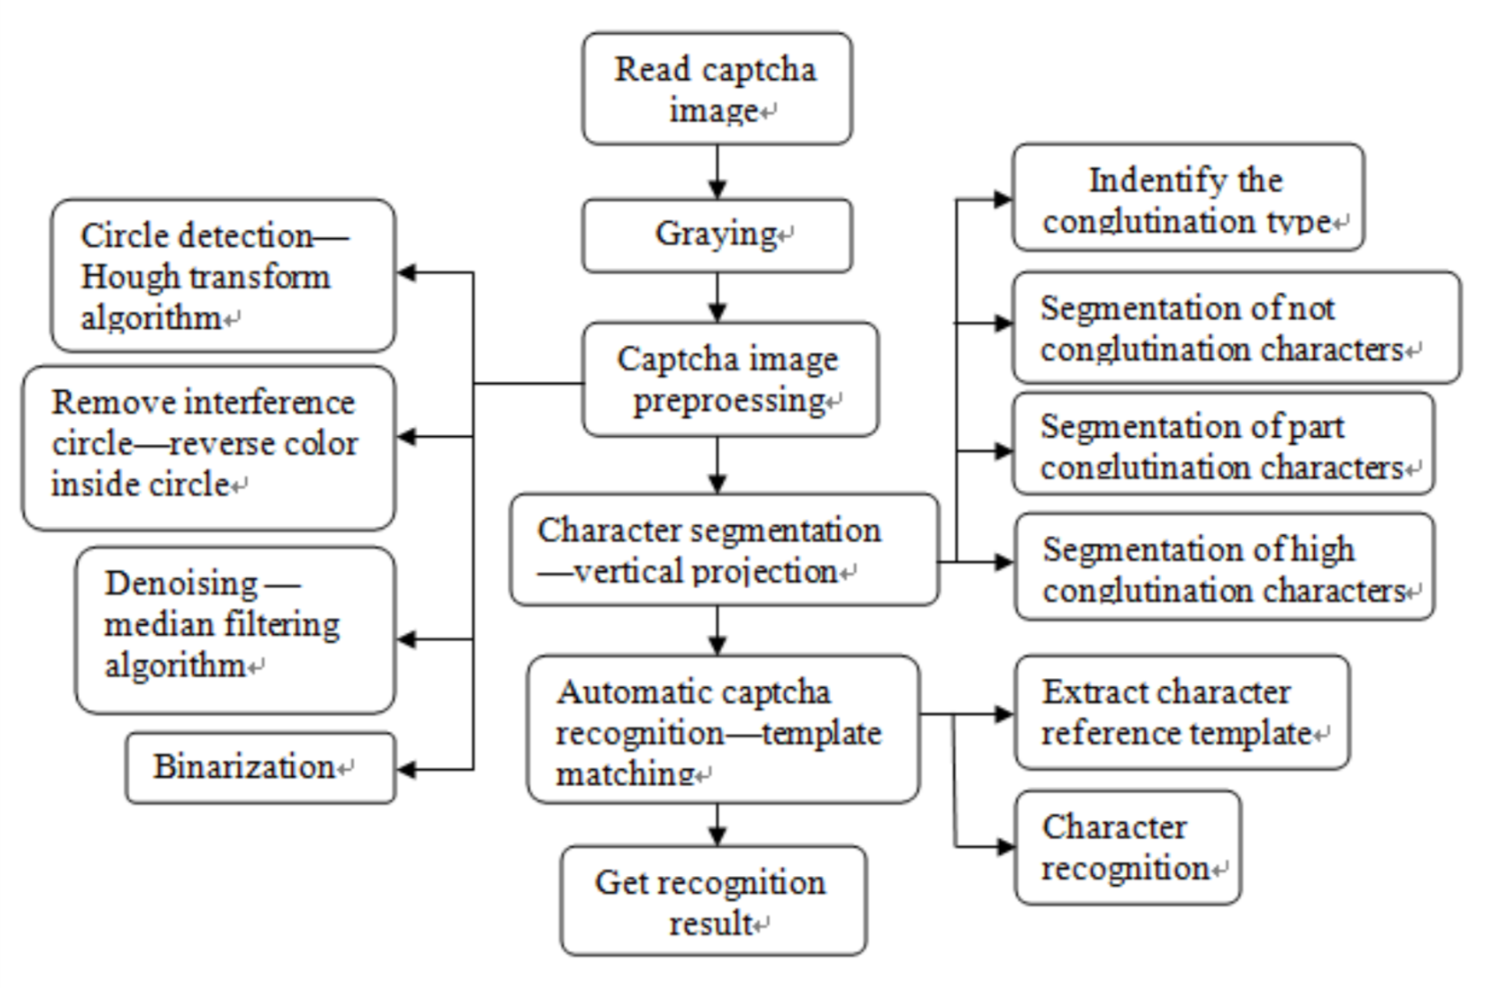 Read captcha
image↵
Graying↵
Captcha image
preproessing↵
Character segmentation
—vertical projection↵
Automatic captcha
recognition—template
matching↵
Get recognition
result↵
Circle detection—
Hough transform
algorithm↵
Remove interference
circle—reverse color
inside circle↵
Denoising—
median filtering
algorithm↵
Binarization↵
Indentify the
conglutination type↵
Segmentation of not
conglutination characters↵
Segmentation of part
conglutination characters↵
Segmentation of high
conglutination characters↵
Extract character
reference template↵
Character
recognition↵